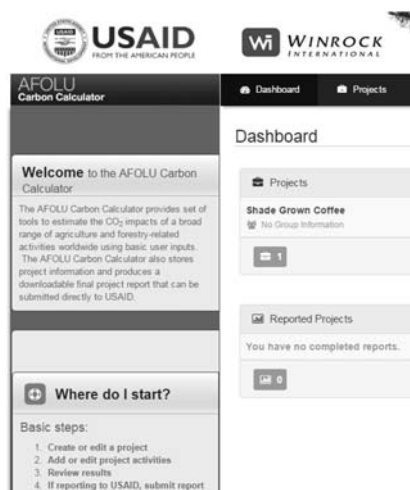 USAID
FROM THE AMERICAN PEOPLE
Wi WINROCK
INTERNATIONAL
AFOLU
Carbon Calculator
Dashboard Projects
Dashboard
Welcome to the AFOLU Carbon
Calculator
The AFOLU Carbon Calculator provides set of
tools to estimate the CO2 impacts of a broad
range of agriculture and forestry-related
activities worldwide using basic user inputs.
The AFOLU Carbon Calculator also stores
project information and produces a
downloadable final project report that can be
submitted directly to USAID.
Where do I start?
Basic steps:
1. Create or edit a project
2. Add or edit project activities
3. Review results
4. If reporting to USAID, submit report
Projects
Shade Grown Coffee
No Group Information
1
Reported Projects
You have no completed reports.
0